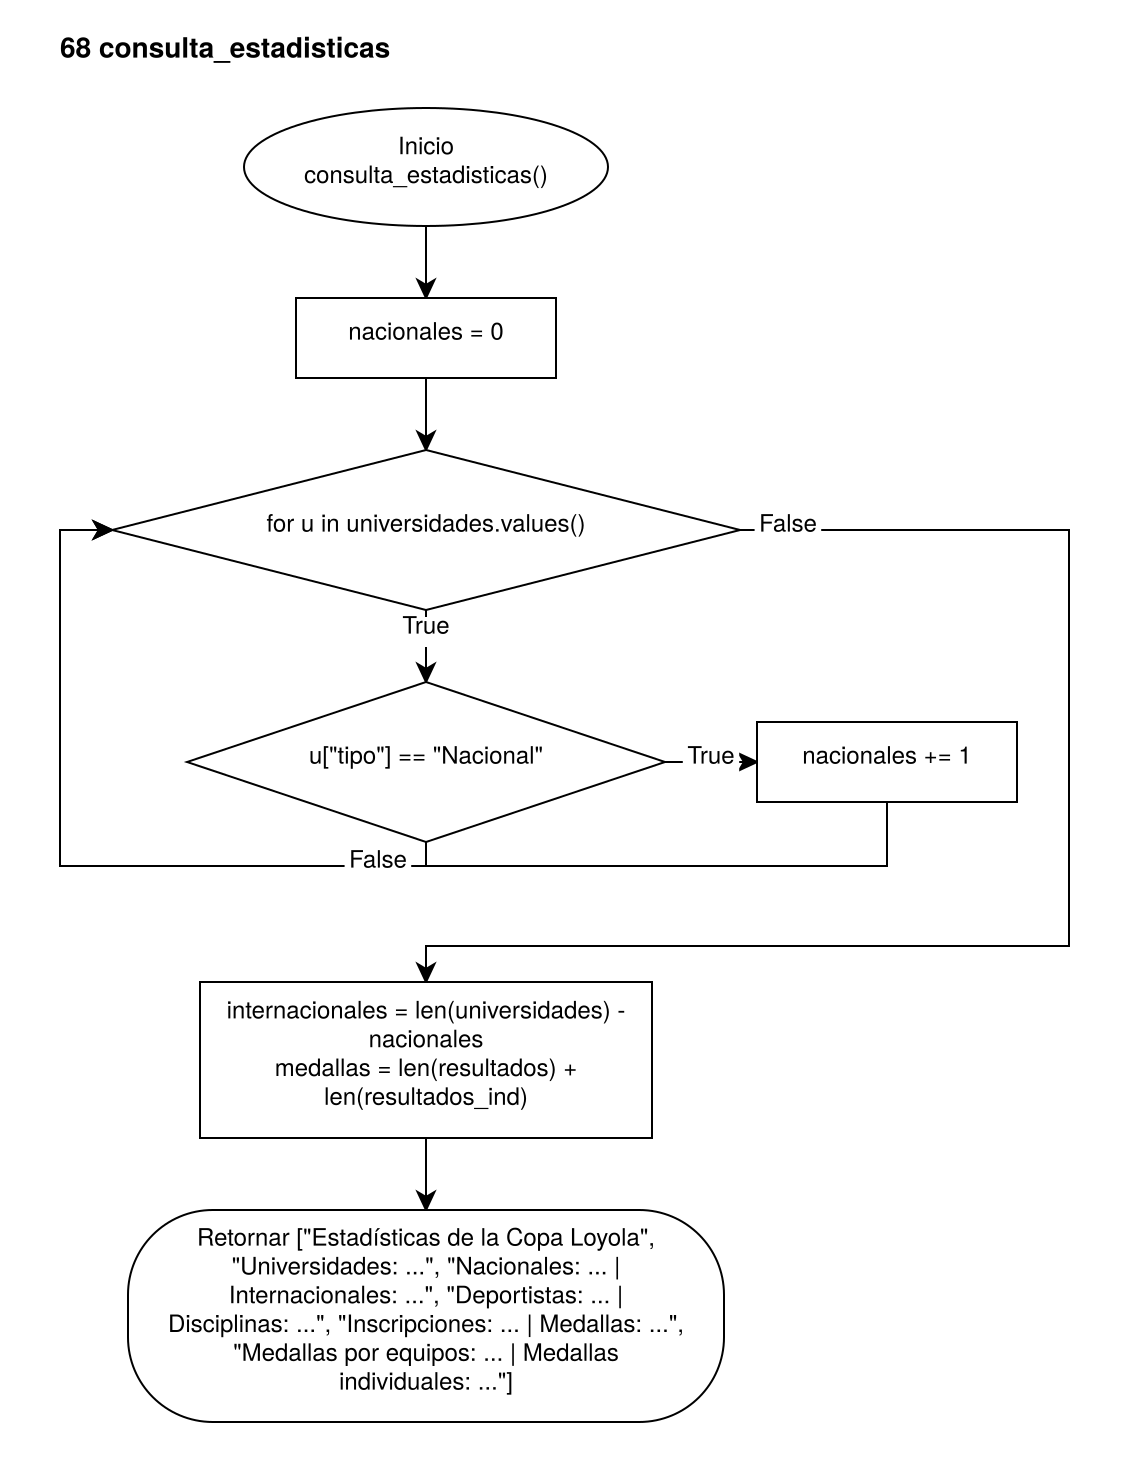 68 consulta_estadisticas
Inicio
consulta_estadisticas()
nacionales = 0
for u in universidades.values()
False
True
u["tipo"] == "Nacional"
True
nacionales += 1
False
internacionales = len(universidades) -
nacionales
medallas = len(resultados) +
len(resultados_ind)
Retornar ["Estadísticas de la Copa Loyola",
"Universidades: ...", "Nacionales: ... |
Internacionales: ...", "Deportistas: ... |
Disciplinas: ...", "Inscripciones: ... | Medallas: ...",
"Medallas por equipos: ... | Medallas
individuales: ..."]